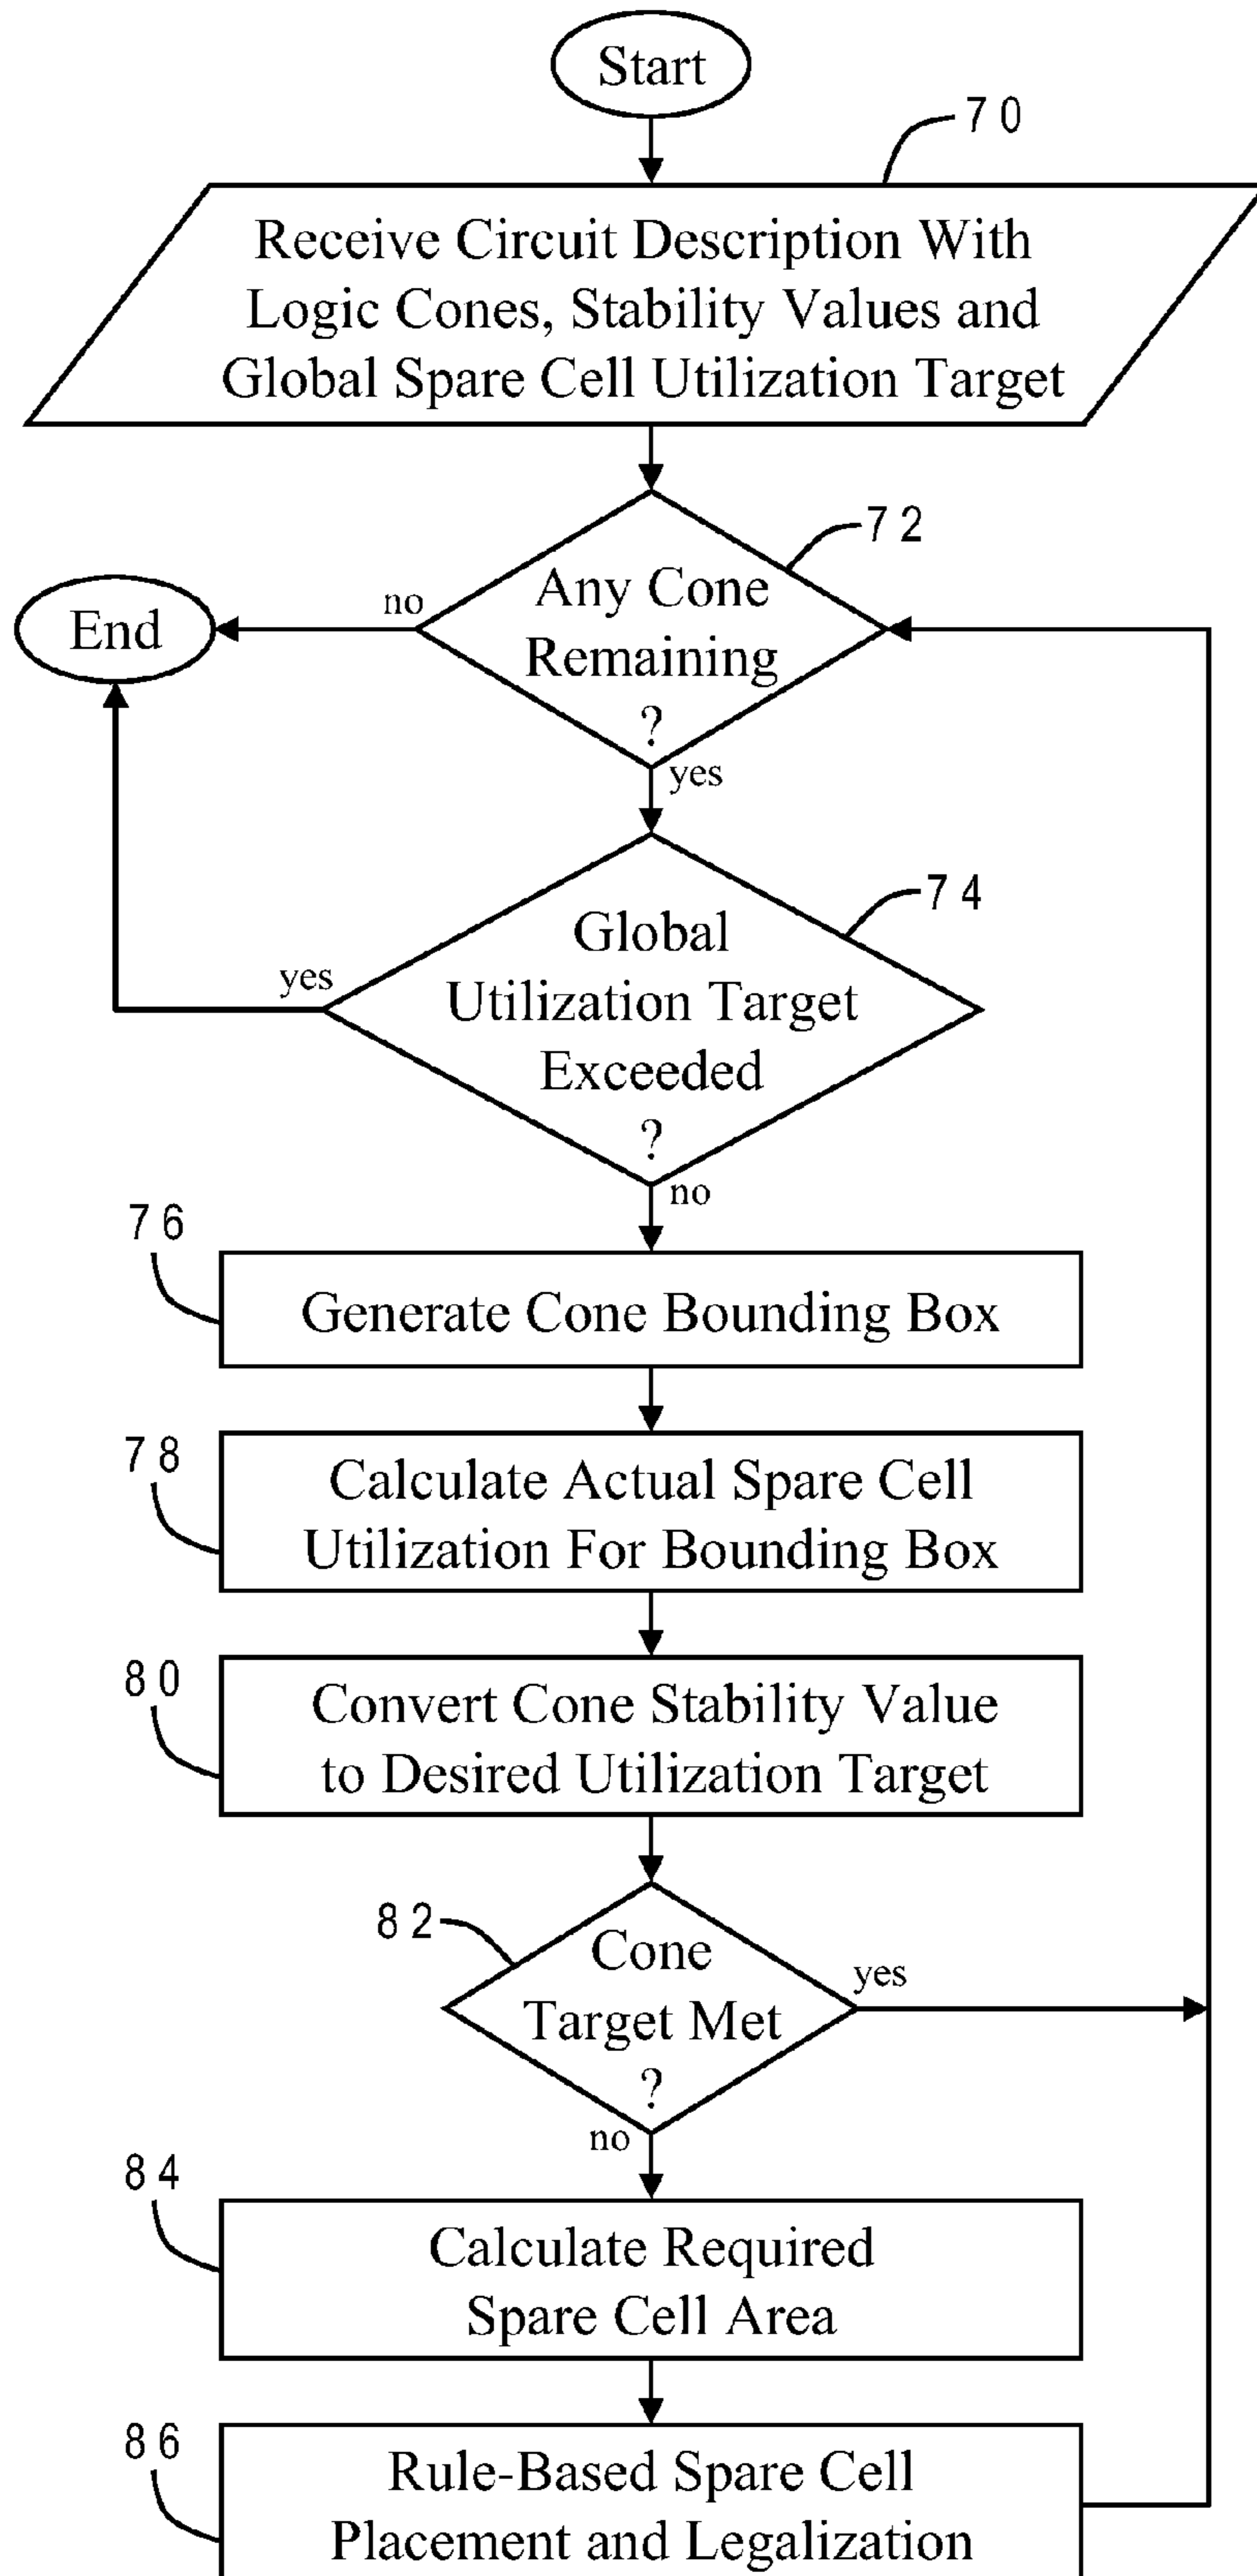 Start
70
Receive Circuit Description With
Logic Cones, Stability Values and
Global Spare Cell Utilization Target
72
Any Cone
Remaining
?
no
End
yes
74
Global
Utilization Target
Exceeded
?
yes
no
76
Generate Cone Bounding Box
78
Calculate Actual Spare Cell
Utilization For Bounding Box
80
Convert Cone Stability Value
to Desired Utilization Target
82
Cone
Target Met
?
yes
no
84
Calculate Required
Spare Cell Area
86
Rule-Based Spare Cell
Placement and Legalization